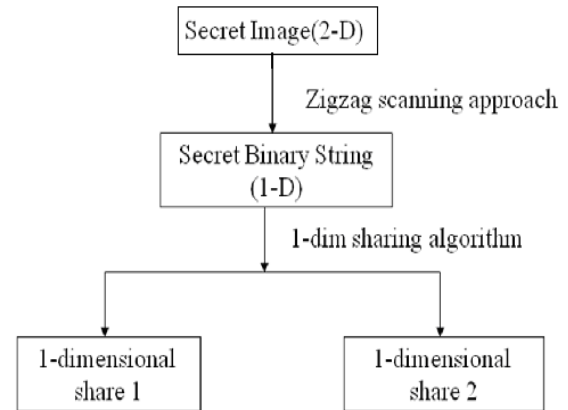 Secret Image(2-D)
Zigzag scanning approach
Secret Binary String
(1-D)
1-dim sharing algorithm
1-dimensional
share 1
1-dimensional
share 2